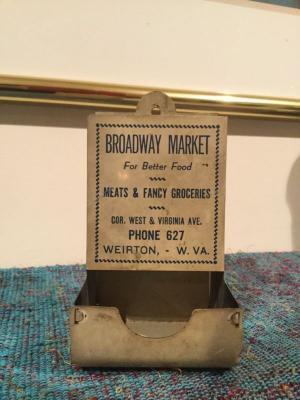 BROADWAY MARKET
For Better Food
MEATS & FANCY GROCERIES
COR. WEST & VIRGINIA AVE.
PHONE 627
WEIRTON, - W. VA.